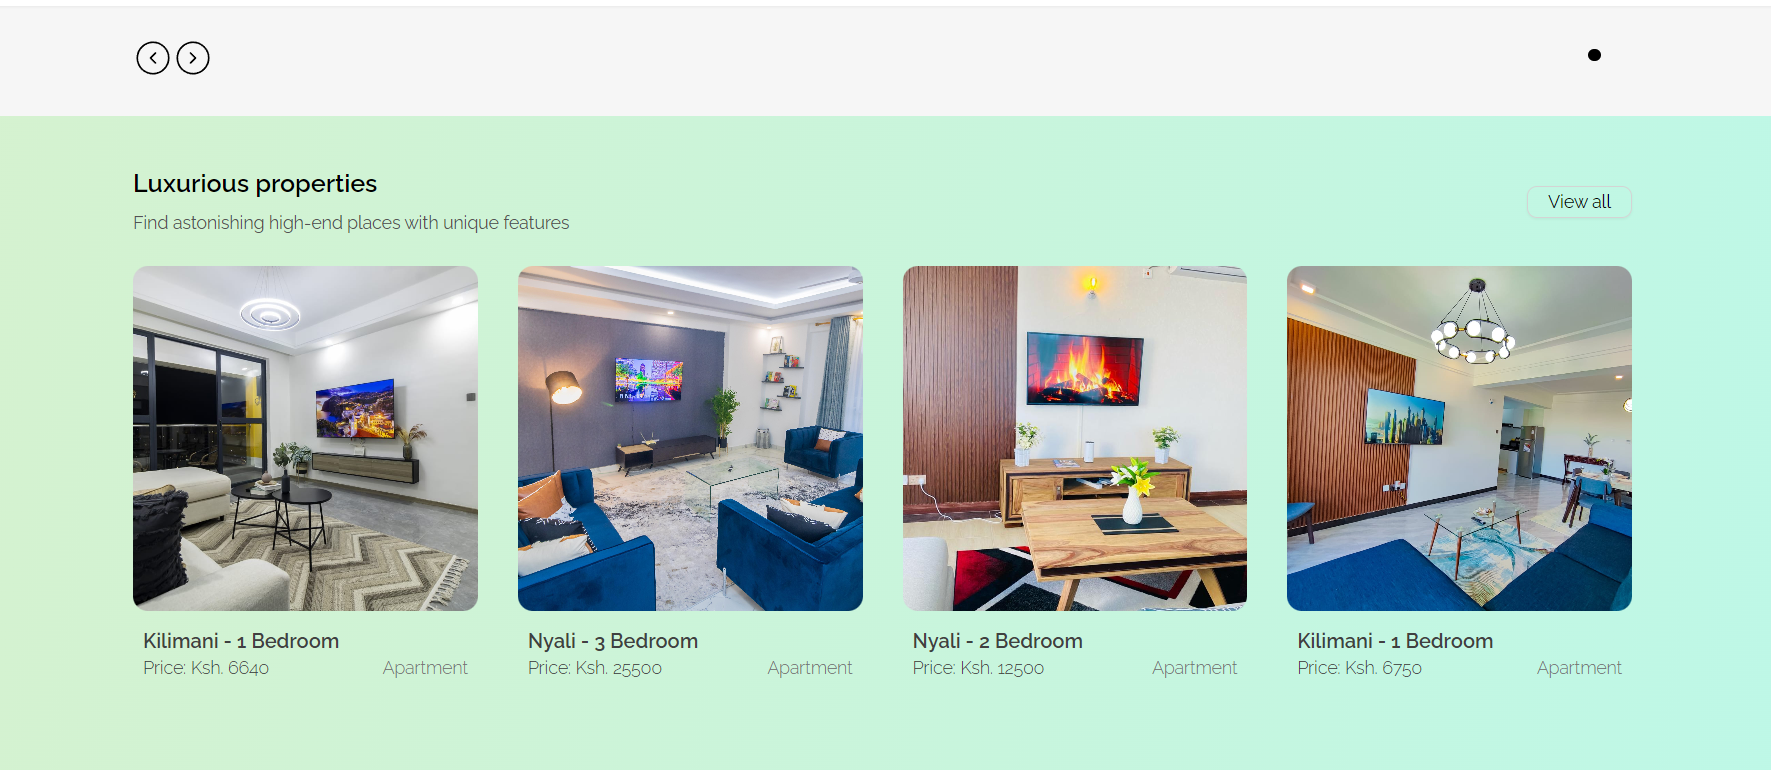 Luxurious properties
Find astonishing high-end places with unique features
View all
Kilimani - 1 Bedroom
Price: Ksh. 6640
Apartment
Nyali - 3 Bedroom
Price: Ksh. 25500
Apartment
Nyali - 2 Bedroom
Price: Ksh. 12500
Apartment
Kilimani - 1 Bedroom
Price: Ksh. 6750
Apartment